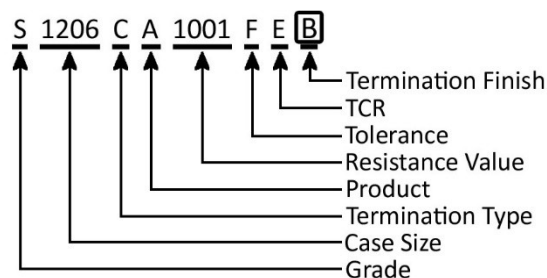 S 1206 C A 1001 F E B
Termination Finish
TCR
Tolerance
Resistance Value
Product
Termination Type
Case Size
Grade